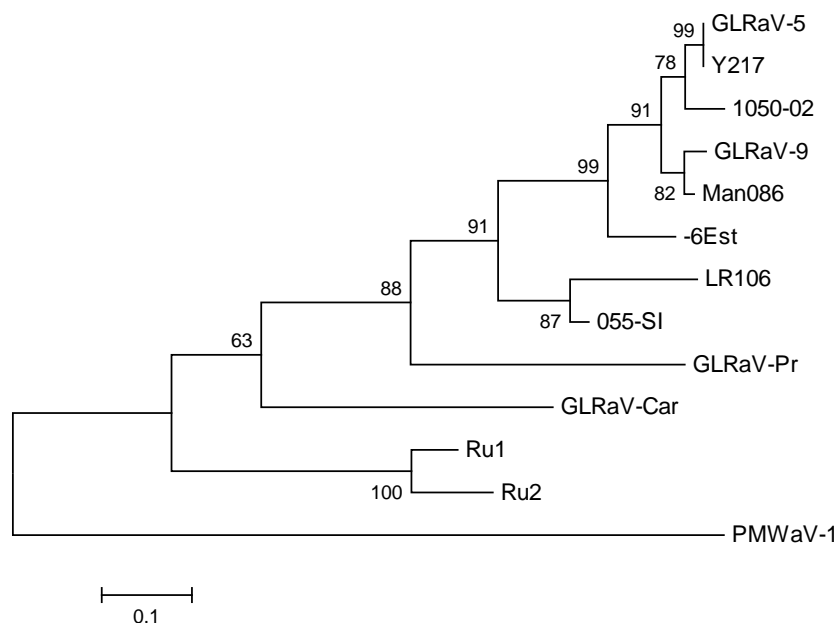 GLRaV-5
99
Y217
78
1050-02
91
GLRaV-9
99
82
Man086
91
-6Est
LR106
88
87
055-SI
63
GLRaV-Pr
GLRaV-Car
Ru1
100
Ru2
PMWaV-1
0.1